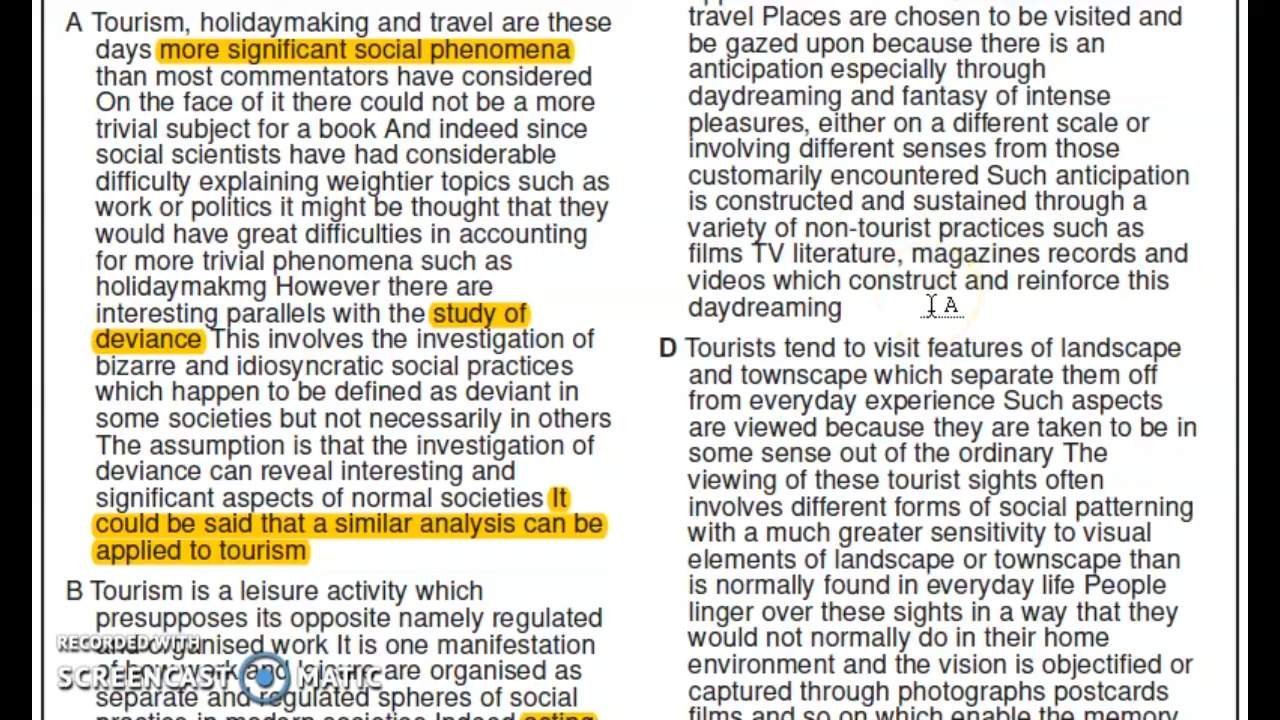 A Tourism, holidaymaking and travel are these
days more significant social phenomena
than most commentators have considered
On the face of it there could not be a more
trivial subject for a book And indeed since
social scientists have had considerable
difficulty explaining weightier topics such as
work or politics it might be thought that they
would have great difficulties in accounting
for more trivial phenomena such as
holidaymakmg However there are
interesting parallels with the study of
deviance This involves the investigation of
bizarre and idiosyncratic social practices
which happen to be defined as deviant in
some societies but not necessarily in others
The assumption is that the investigation of
deviance can reveal interesting and
significant aspects of normal societies It
could be said that a similar analysis can be
applied to tourism
B Tourism is a leisure activity which
presupposes its opposite namely regulated
and organised work It is one manifestation
of how work and leisure are organised as
separate and regulated spheres of social
practice in modern societies Indeed acting
travel Places are chosen to be visited and
be gazed upon because there is an
anticipation especially through
daydreaming and fantasy of intense
pleasures, either on a different scale or
involving different senses from those
customarily encountered Such anticipation
is constructed and sustained through a
variety of non-tourist practices such as
films TV literature, magazines records and
videos which construct and reinforce this
daydreaming
D Tourists tend to visit features of landscape
and townscape which separate them off
from everyday experience Such aspects
are viewed because they are taken to be in
some sense out of the ordinary The
viewing of these tourist sights often
involves different forms of social patterning
with a much greater sensitivity to visual
elements of landscape or townscape than
is normally found in everyday life People
linger over these sights in a way that they
would not normally do in their home
environment and the vision is objectified or
captured through photographs postcards
films and so on which enable the memory
RECORDED WITH
SCREENCAST MATIC